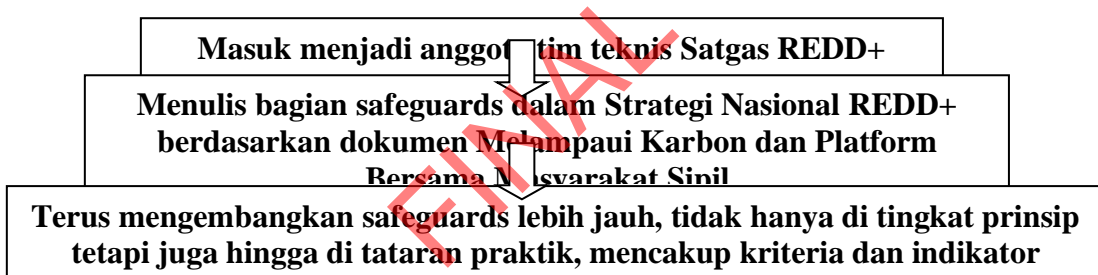 Masuk menjadi anggota tim teknis Satgas REDD+
Menulis bagian safeguards dalam Strategi Nasional REDD+
berdasarkan dokumen Melampaui Karbon dan Platform
Bersama Masyarakat Sipil
Terus mengembangkan safeguards lebih jauh, tidak hanya di tingkat prinsip
tetapi juga hingga di tataran praktik, mencakup kriteria dan indikator
FINAL